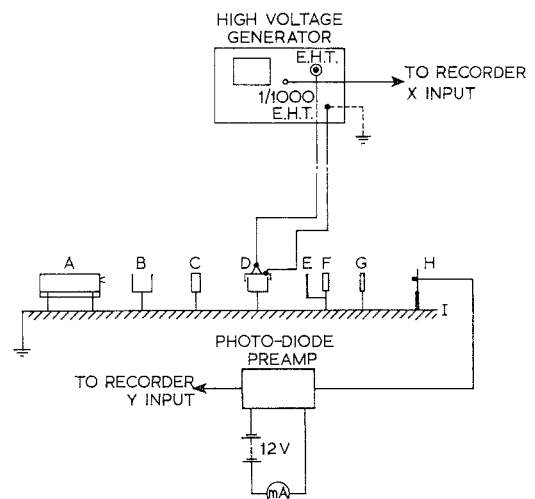 HIGH VOLTAGE
GENERATOR
E.H.T.
1/1000
E.H.T.
TO RECORDER
X INPUT
A
B
C
D
E
F
G
H
I
PHOTO-DIODE
PREAMP
TO RECORDER
Y INPUT
12V
mA